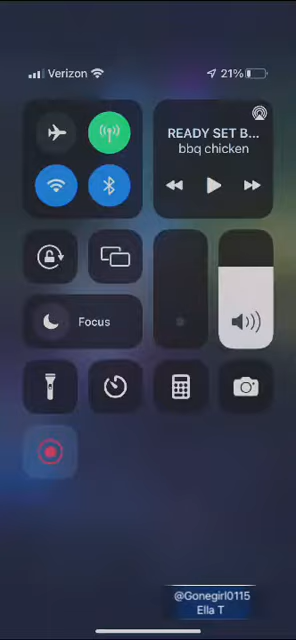 Verizon
21%
READY SET B...
bbq chicken
Focus
@Gonegirl0115
Ella T